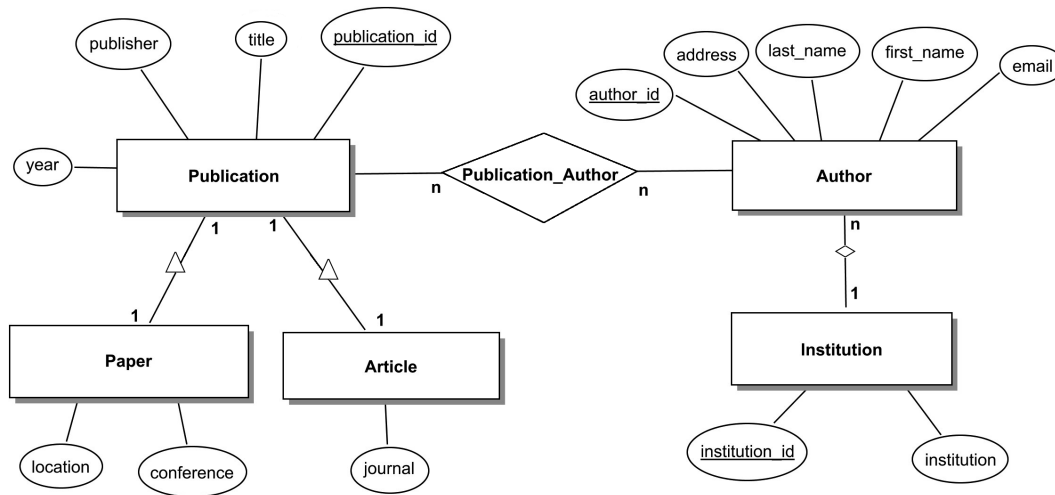 publisher
title
publication_id
address
last_name
first_name
email
author_id
year
Publication
Publication_Author
Author
n
n
1
1
n
1
1
1
Paper
Article
Institution
location
conference
journal
institution_id
institution